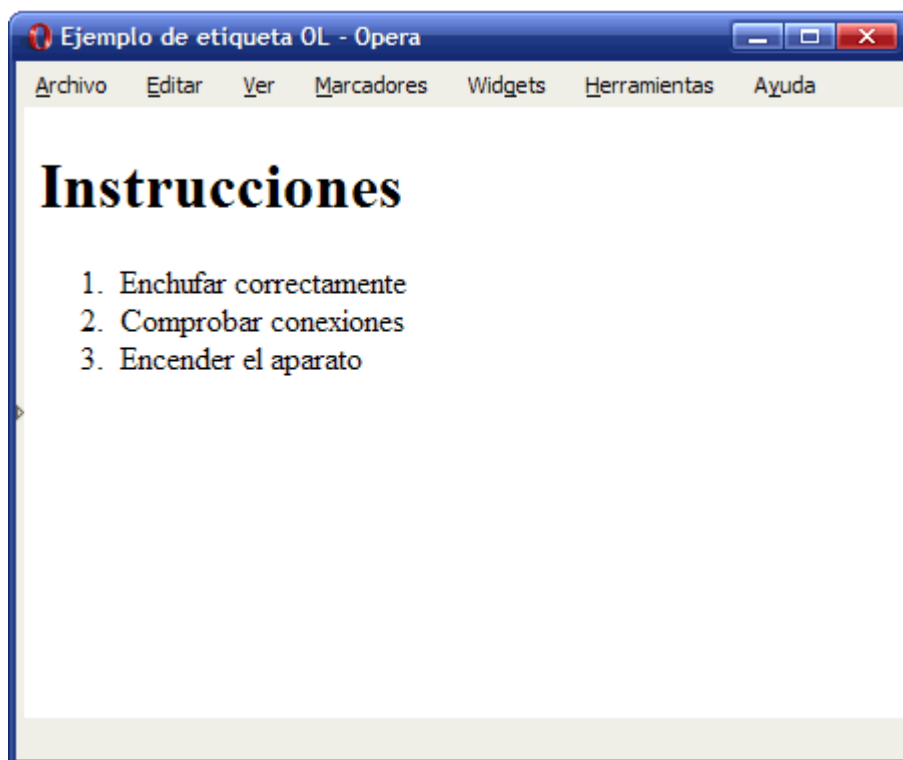 Ejemplo de etiqueta OL - Opera
Archivo Editar Ver Marcadores Widgets Herramientas Ayuda
Instrucciones
1. Enchufar correctamente
2. Comprobar conexiones
3. Encender el aparato